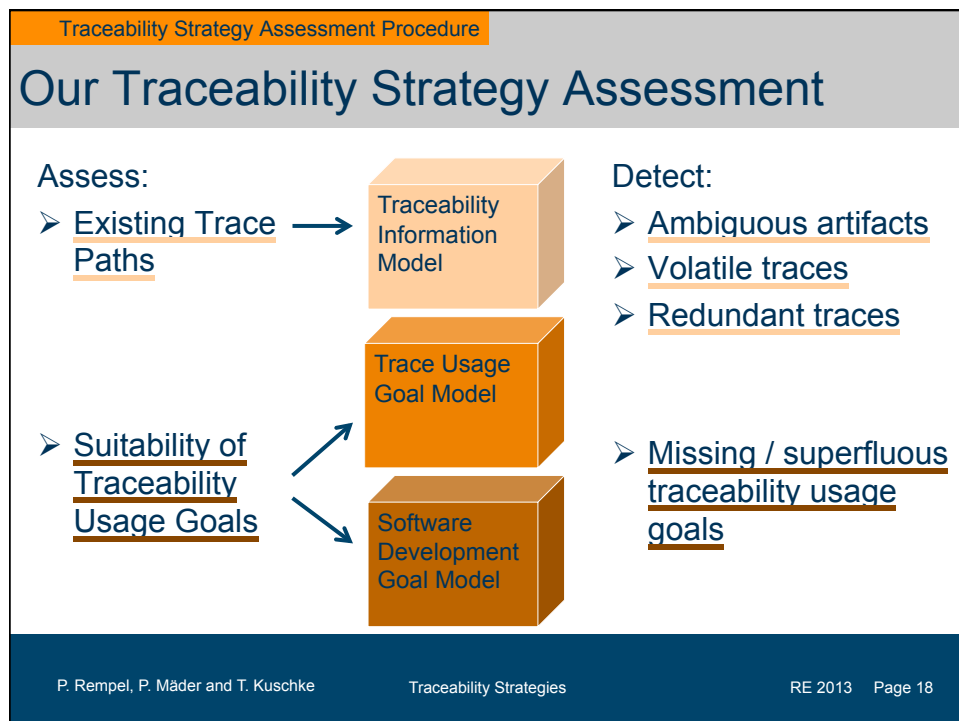 Traceability Strategy Assessment Procedure
Our Traceability Strategy Assessment
Assess:
➢ Existing Trace
Paths
➢ Suitability of
Traceability
Usage Goals
Traceability
Information
Model
Trace Usage
Goal Model
Software
Development
Goal Model
Detect:
➢ Ambiguous artifacts
➢ Volatile traces
➢ Redundant traces
➢ Missing / superfluous
traceability usage
goals
P. Rempel, P. Mäder and T. Kuschke
Traceability Strategies
RE 2013 Page 18